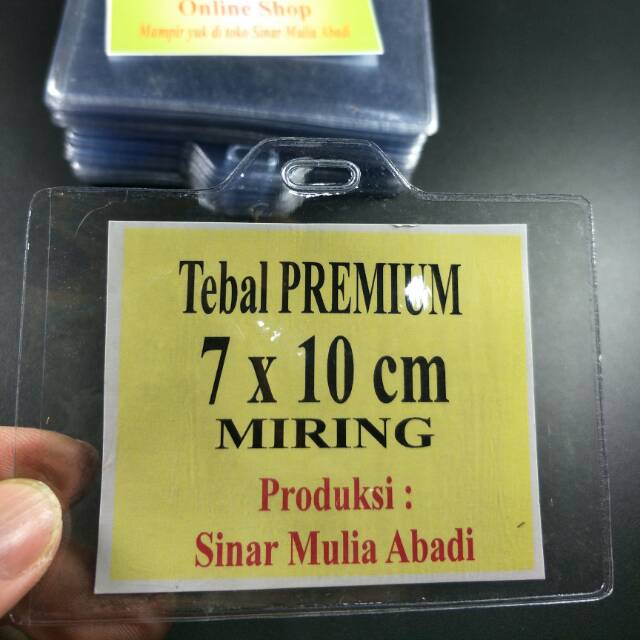 Online Shop
Mampir yuk di toko Sinar Mulia Abadi
Tebal PREMIUM
7 x 10 cm
MIRING
Produksi :
Sinar Mulia Abadi